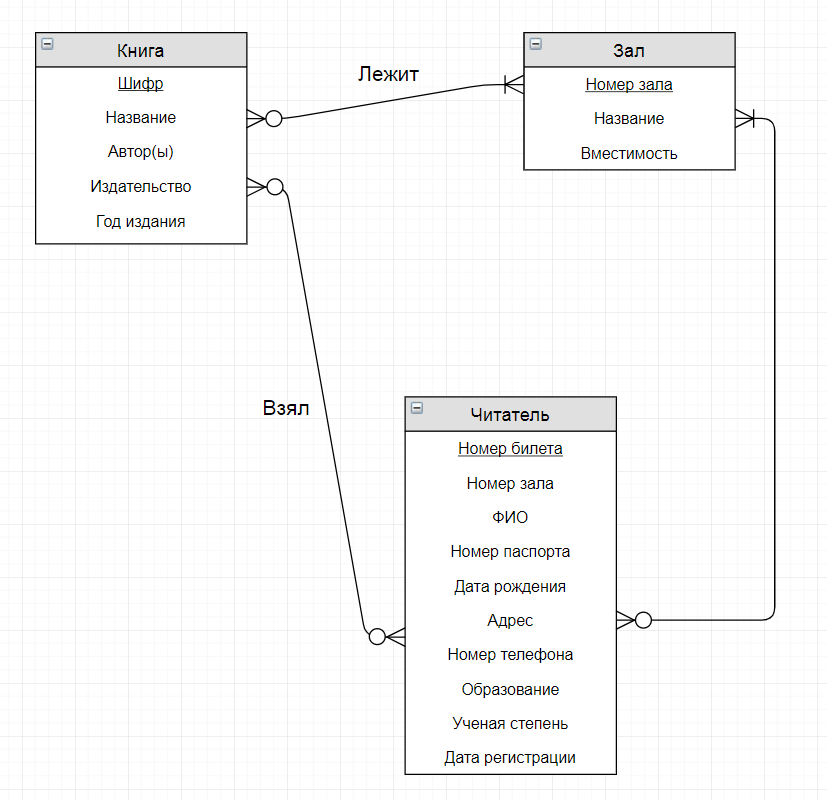 Книга
Шифр
Название
Автор(ы)
Издательство
Год издания
Лежит
Зал
Номер зала
Название
Вместимость
Взял
Читатель
Номер билета
Номер зала
ФИО
Номер паспорта
Дата рождения
Адрес
Номер телефона
Образование
Ученая степень
Дата регистрации